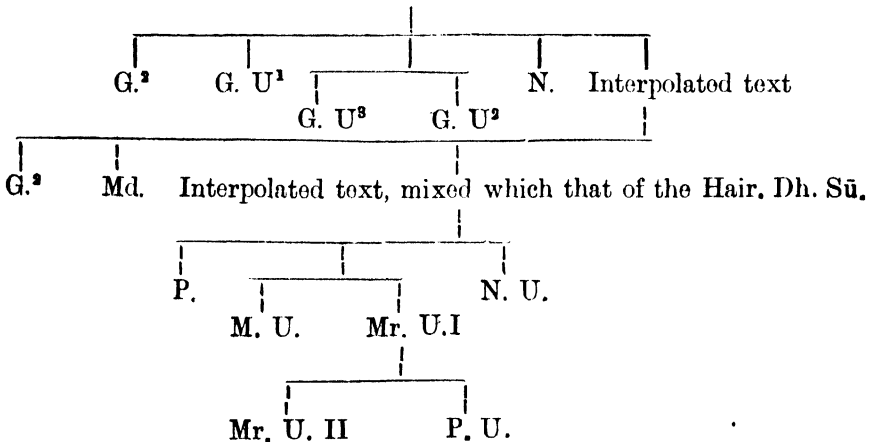 G.² G. U¹ N. Interpolated text
G. U³ G. U²
G.² Md. Interpolated text, mixed which that of the Hair. Dh. Sū.
P. N. U.
M. U. Mr. U.I
Mr. U. II P. U.